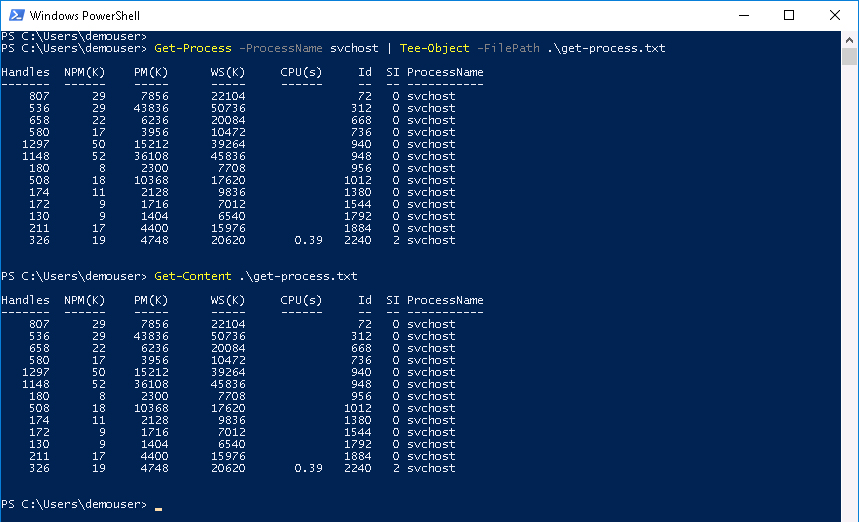 Windows PowerShell
PS C:\Users\demouser>
PS C:\Users\demouser> Get-Process -ProcessName svchost | Tee-Object -FilePath .\get-process.txt
Handles  NPM(K)    PM(K)      WS(K)     CPU(s)     Id  SI ProcessName
-------  ------    -----      -----     ------     --  -- -----------
    807      29     7856      22104                72   0 svchost
    536      29    43836      50736               312   0 svchost
    658      22     6236      20084               668   0 svchost
    580      17     3956      10472               736   0 svchost
   1297      50    15212      39264               940   0 svchost
   1148      52    36108      45836               948   0 svchost
    180       8     2300       7708               956   0 svchost
    508      18    10368      17620              1012   0 svchost
    174      11     2128       9836              1380   0 svchost
    172       9     1716       7012              1544   0 svchost
    130       9     1404       6540              1792   0 svchost
    211      17     4400      15976              1884   0 svchost
    326      19     4748      20620       0.39   2240   2 svchost
PS C:\Users\demouser> Get-Content .\get-process.txt
Handles  NPM(K)    PM(K)      WS(K)     CPU(s)     Id  SI ProcessName
-------  ------    -----      -----     ------     --  -- -----------
    807      29     7856      22104                72   0 svchost
    536      29    43836      50736               312   0 svchost
    658      22     6236      20084               668   0 svchost
    580      17     3956      10472               736   0 svchost
   1297      50    15212      39264               940   0 svchost
   1148      52    36108      45836               948   0 svchost
    180       8     2300       7708               956   0 svchost
    508      18    10368      17620              1012   0 svchost
    174      11     2128       9836              1380   0 svchost
    172       9     1716       7012              1544   0 svchost
    130       9     1404       6540              1792   0 svchost
    211      17     4400      15976              1884   0 svchost
    326      19     4748      20620       0.39   2240   2 svchost
PS C:\Users\demouser> _